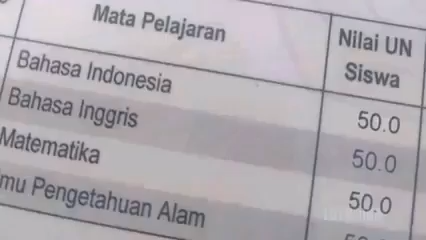 Mata Pelajaran
Nilai UN
Siswa
Bahasa Indonesia
50.0
Bahasa Inggris
50.0
Matematika
50.0
mu Pengetahuan Alam